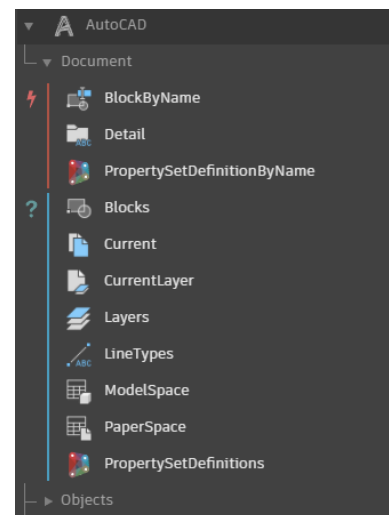 AutoCAD
Document
BlockByName
Detail
PropertySetDefinitionByName
?
Blocks
Current
CurrentLayer
Layers
LineTypes
ModelSpace
PaperSpace
PropertySetDefinitions
Objects